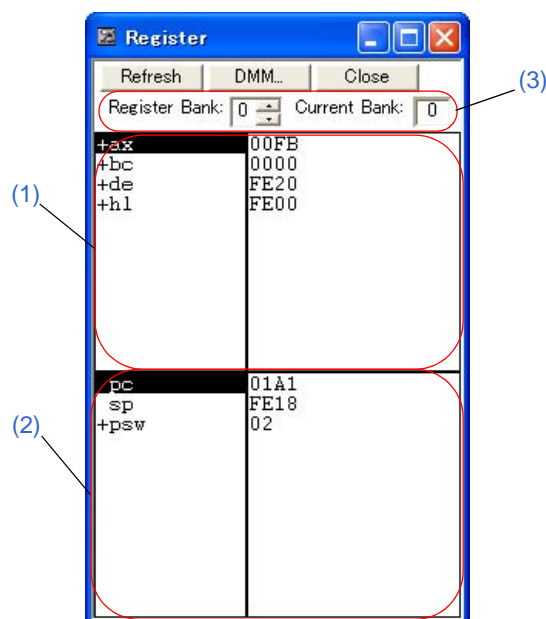 Register
Refresh DMM... Close
(3)
Register Bank: 0 Current Bank: 0
+ax 00FB
+bc 0000
+de FE20
(1)
+hl FE00
pc 01A1
sp FE18
(2)
+psw 02